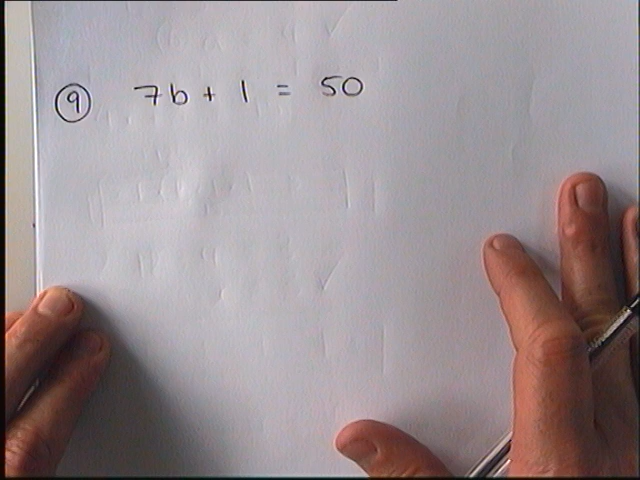 ⑨ 7b + 1 = 50